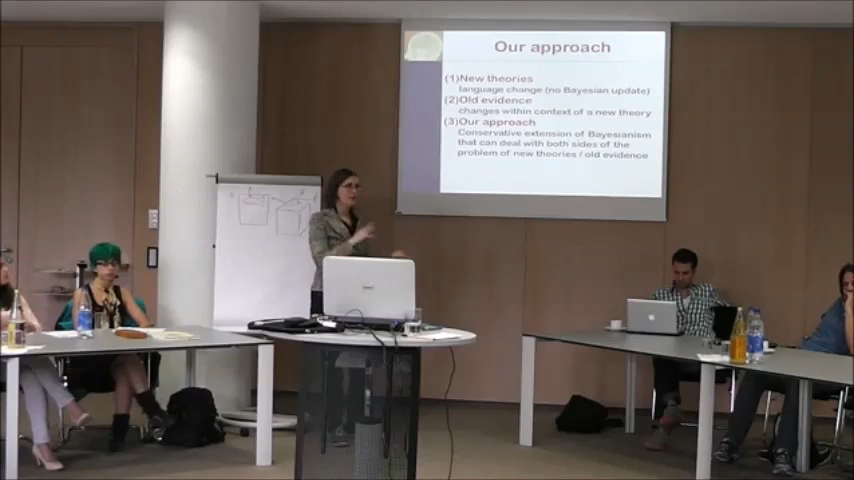 Our approach
(1)New theories
language change (no Bayesian update)
(2)Old evidence
changes within context of a new theory
(3)Our approach
Conservative extension of Bayesianism
that can deal with both sides of the
problem of new theories / old evidence